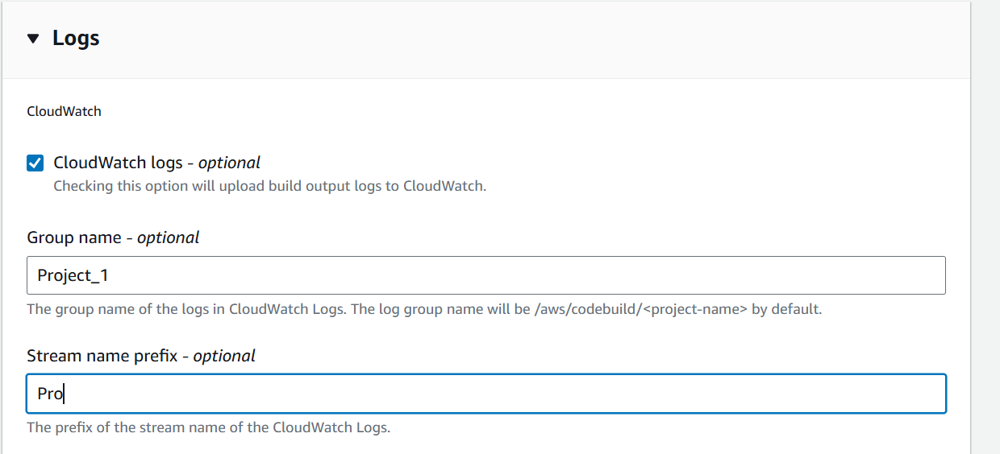 Logs
CloudWatch
CloudWatch logs - optional
Checking this option will upload build output logs to CloudWatch.
Group name - optional
Project_1
The group name of the logs in CloudWatch Logs. The log group name will be /aws/codebuild/<project-name> by default.
Stream name prefix - optional
Pro
The prefix of the stream name of the CloudWatch Logs.